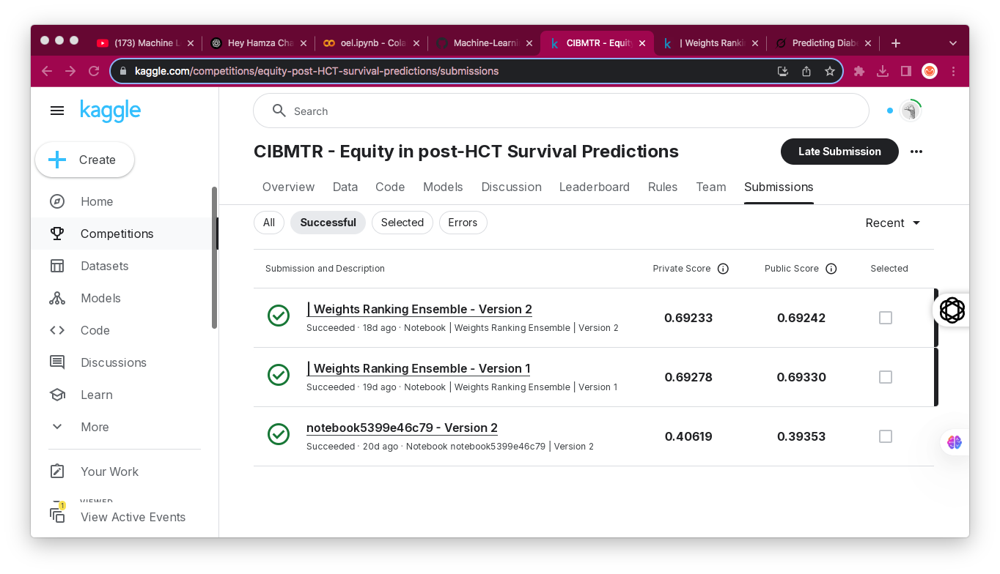 (173) Machine L
Hey Hamza Cha
oel.ipynb - Cola
Machine-Learni
CIBMTR - Equity
| Weights Ranki
Predicting Diabe
kaggle.com/competitions/equity-post-HCT-survival-predictions/submissions
kaggle
Search
Create
CIBMTR - Equity in post-HCT Survival Predictions
Late Submission
Overview Data Code Models Discussion Leaderboard Rules Team Submissions
Home
Competitions
Datasets
Models
Code
Discussions
Learn
More
Your Work
VIEWED
1
View Active Events
All Successful Selected Errors
Recent
Submission and Description Private Score Public Score Selected
| Weights Ranking Ensemble - Version 2
Succeeded · 18d ago · Notebook | Weights Ranking Ensemble | Version 2
0.69233 0.69242
| Weights Ranking Ensemble - Version 1
Succeeded · 19d ago · Notebook | Weights Ranking Ensemble | Version 1
0.69278 0.69330
notebook5399e46c79 - Version 2
Succeeded · 20d ago · Notebook notebook5399e46c79 | Version 2
0.40619 0.39353